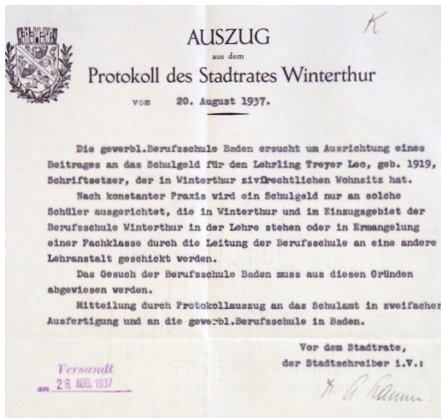 K
AUSZUG
aus dem
Protokoll des Stadtrates Winterthur
vom 20. August 1937.
Die gewerbl.Berufsschule Baden ersucht um Ausrichtung eines
Beitrages an das Schulgeld für den Lehrling Treyer Leo, geb. 1919,
Schriftsetzer, der in Winterthur zivilrechtlichen Wohnsitz hat.
Nach konstanter Praxis wird ein Schulgeld nur an solche
Schüler ausgerichtet, die in Winterthur und im Einzugsgebiet der
Berufsschule Winterthur in der Lehre stehen oder in Ermangelung
einer Fachklasse durch die Leitung der Berufsschule an eine andere
Lehranstalt geschickt werden.
Das Gesuch der Berufsschule Baden muss aus diesen Gründen
abgewiesen werden.
Mitteilung durch Protokollauszug an das Schulamt in zweifacher
Ausfertigung und an die gewerbl.Berufsschule in Baden.
Vor dem Stadtrate,
der Stadtschreiber i.V.:
Versandt
am 28. AUG. 1937